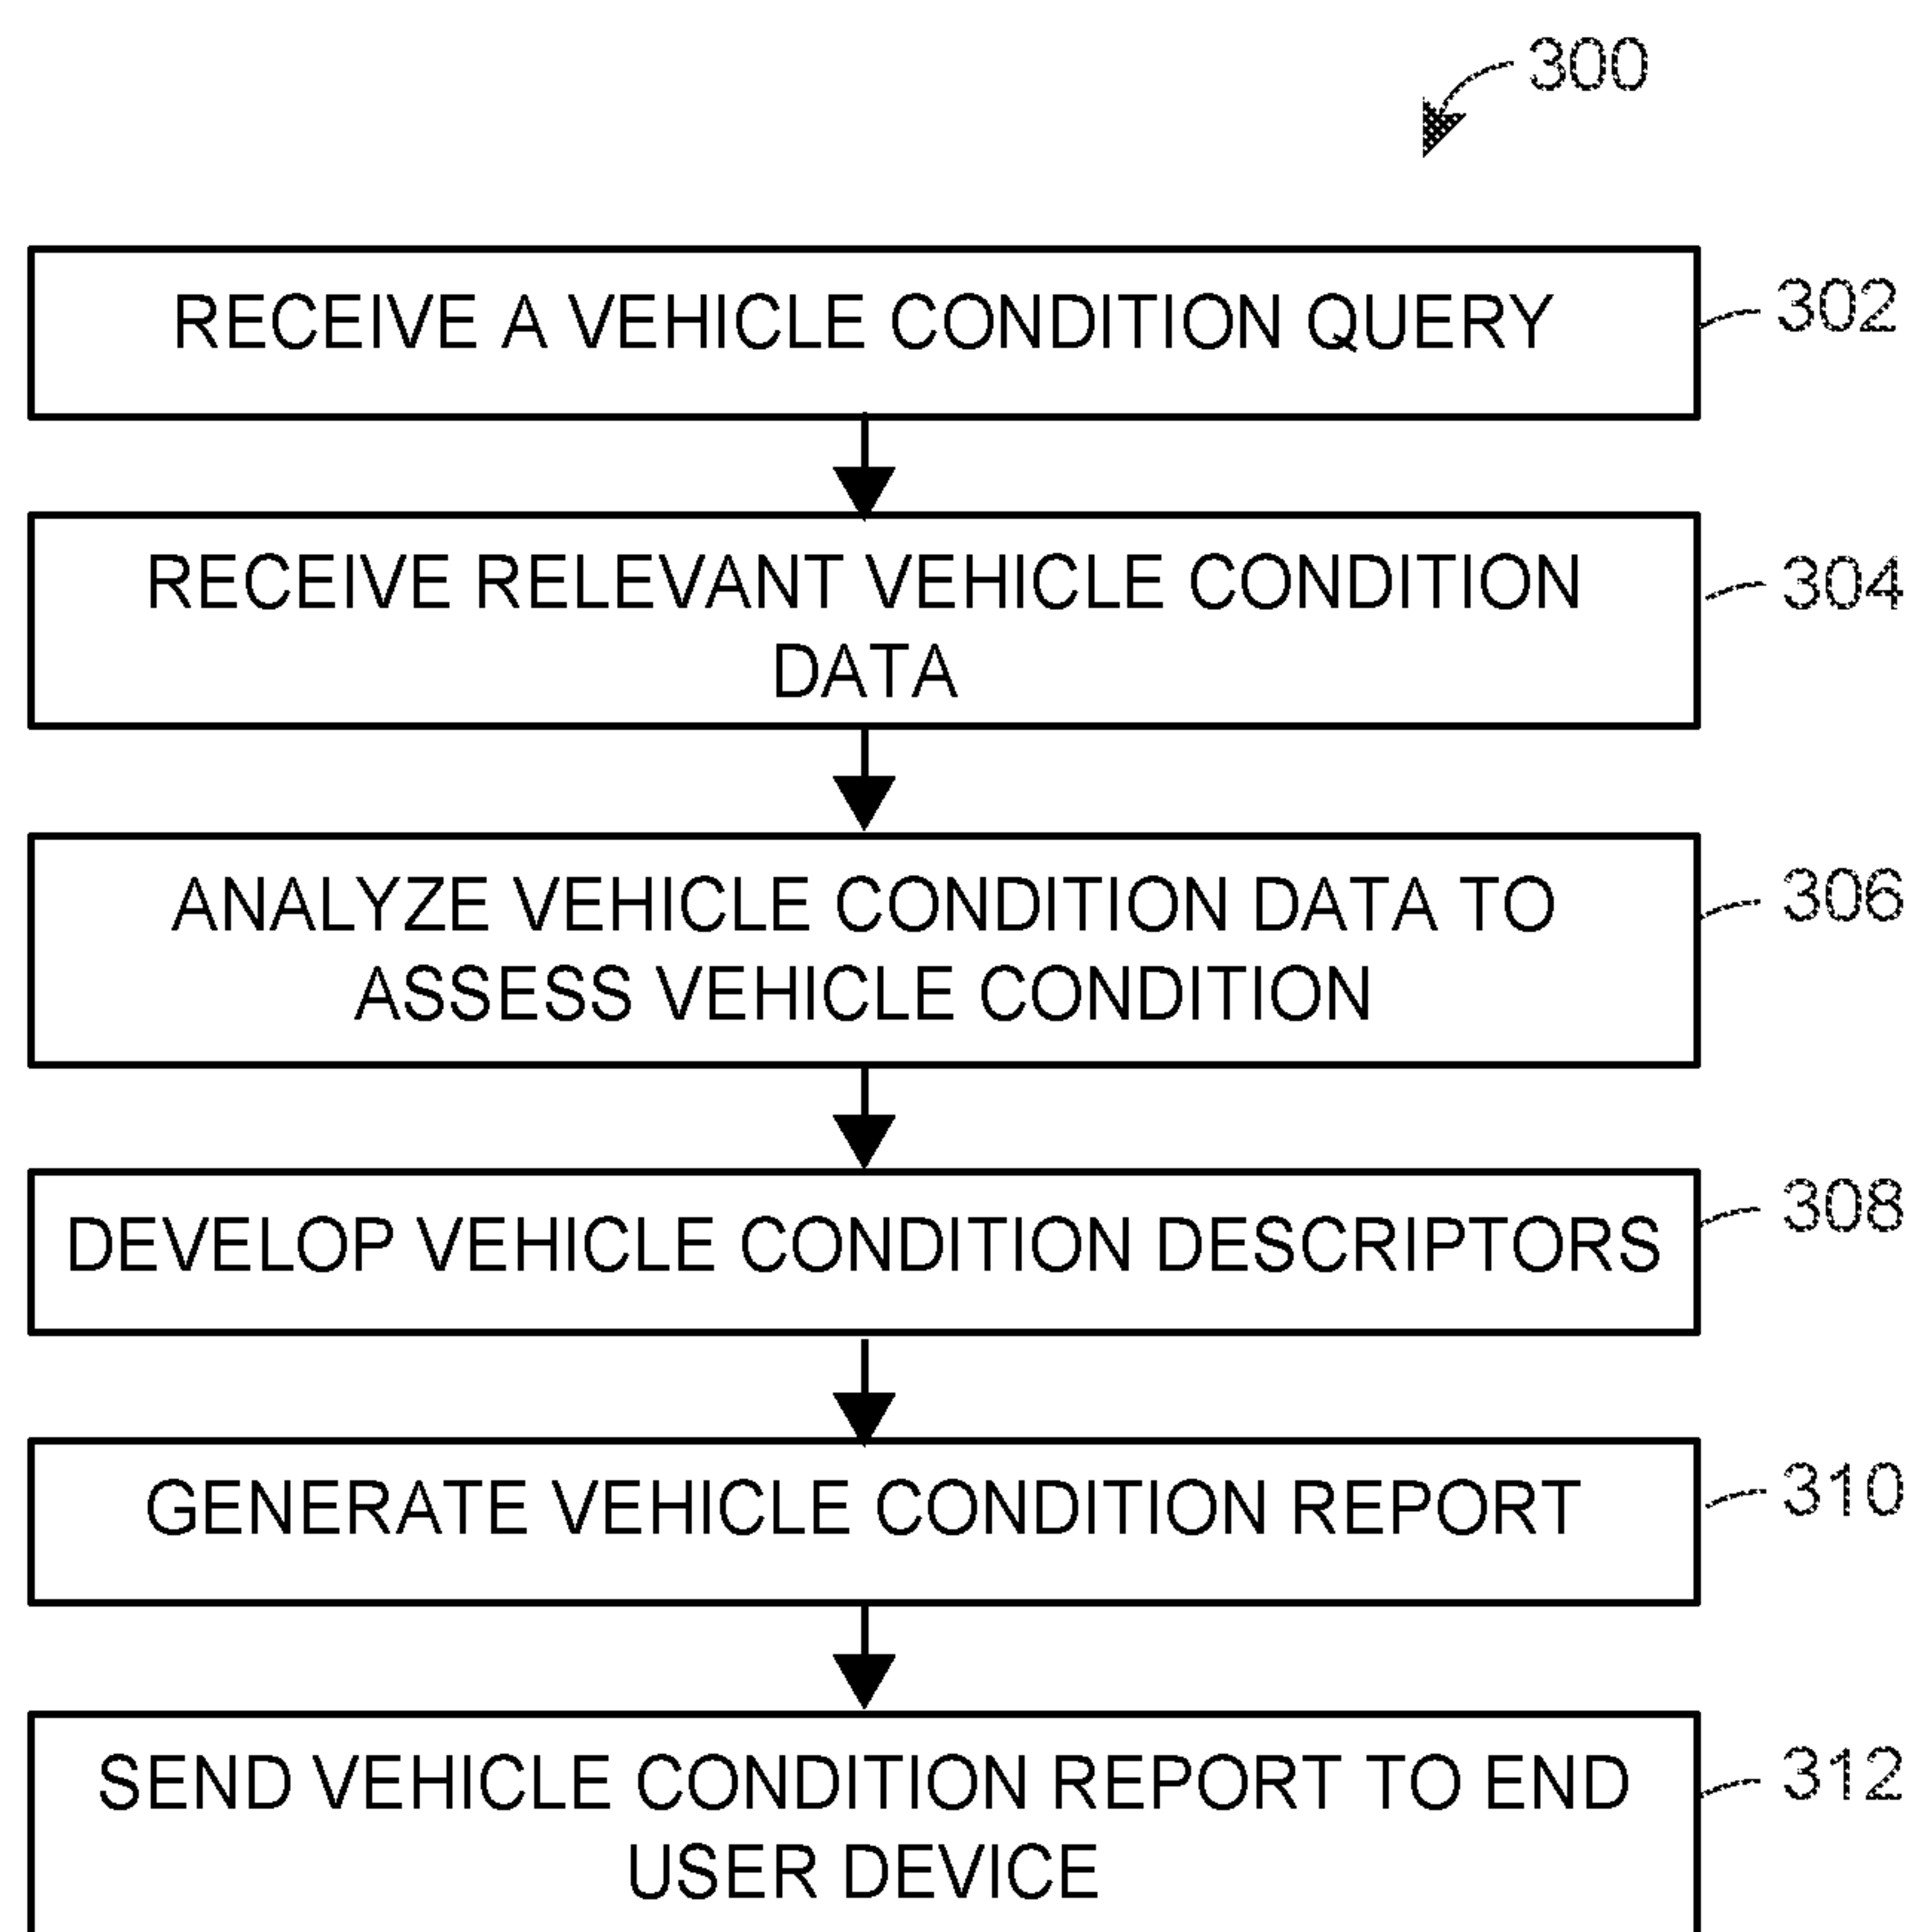 300
RECEIVE A VEHICLE CONDITION QUERY
302
RECEIVE RELEVANT VEHICLE CONDITION
DATA
304
ANALYZE VEHICLE CONDITION DATA TO
ASSESS VEHICLE CONDITION
306
DEVELOP VEHICLE CONDITION DESCRIPTORS
308
GENERATE VEHICLE CONDITION REPORT
310
SEND VEHICLE CONDITION REPORT TO END
USER DEVICE
312